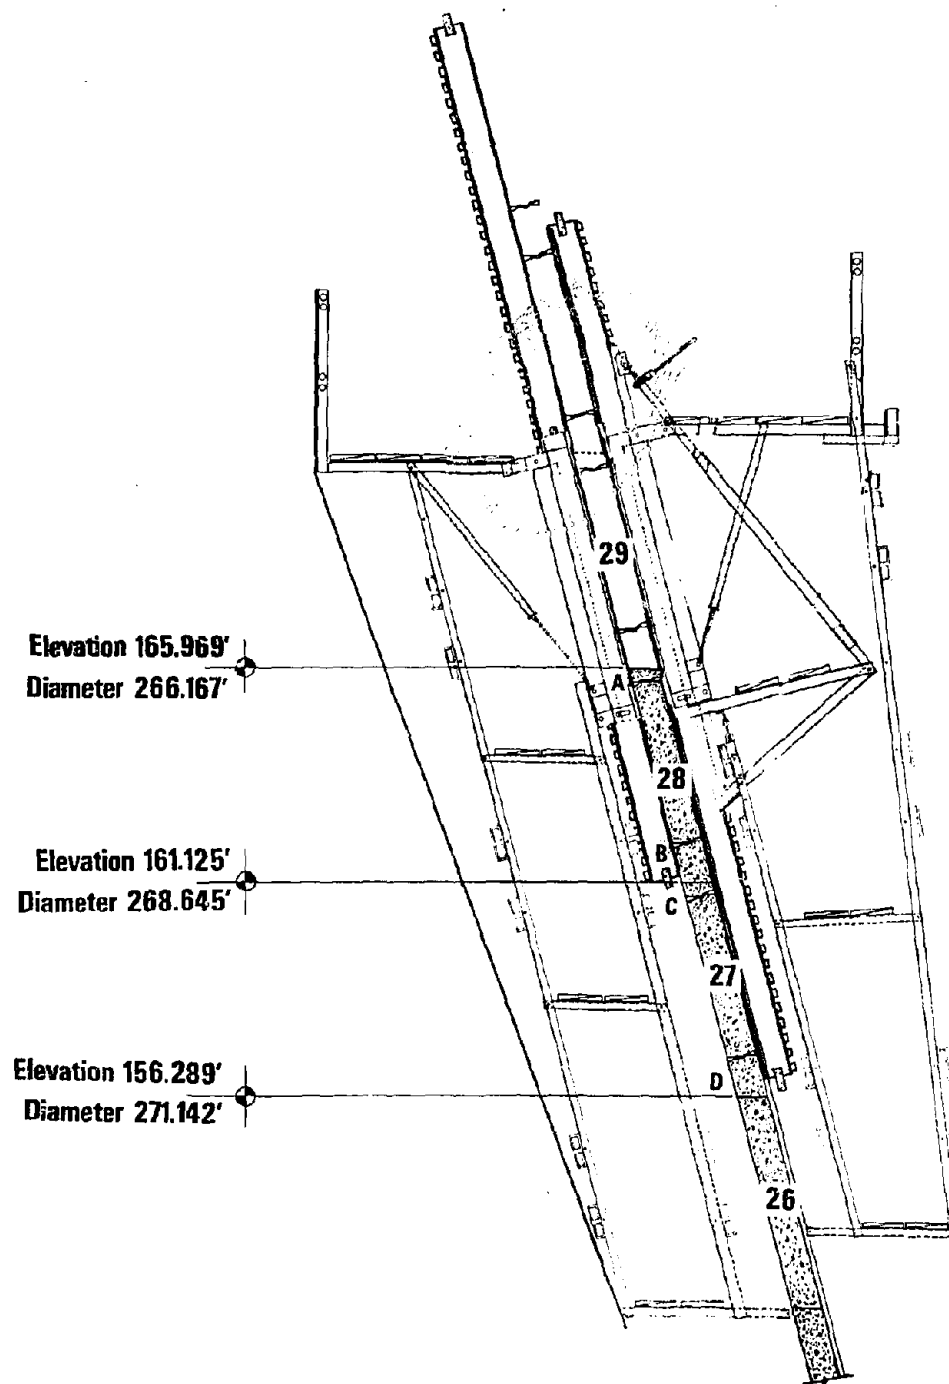 29
Elevation 165.969'
Diameter 266.167'
A
28
B
Elevation 161.125'
Diameter 268.645'
C
27
Elevation 156.289'
Diameter 271.142'
D
26